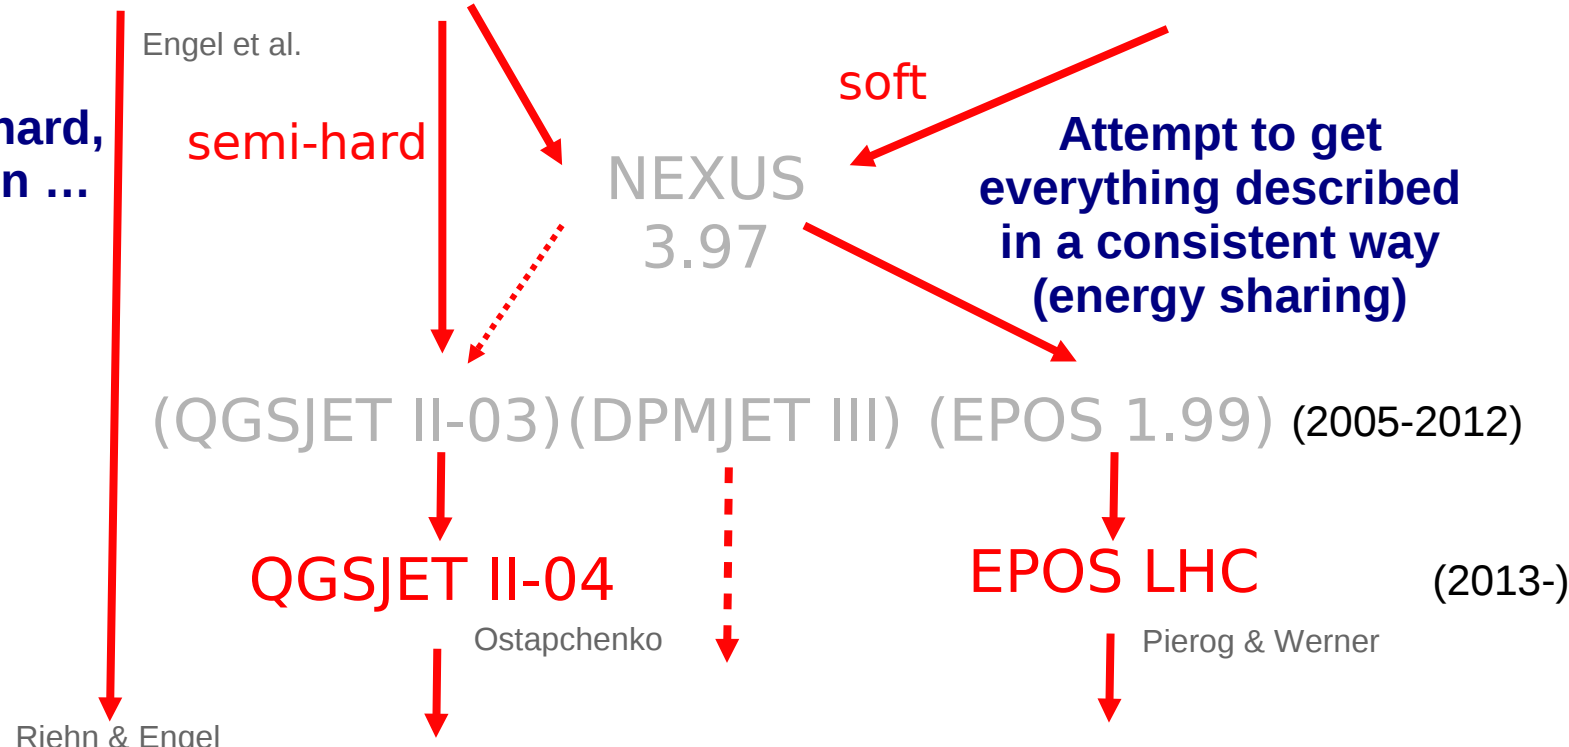 Engel et al.
soft
hard,
semi-hard
n …
NEXUS
3.97
Attempt to get
everything described
in a consistent way
(energy sharing)
(QGSJET II-03)(DPMJET III) (EPOS 1.99) (2005-2012)
QGSJET II-04
EPOS LHC
(2013-)
Ostapchenko
Pierog & Werner
Riehn & Engel